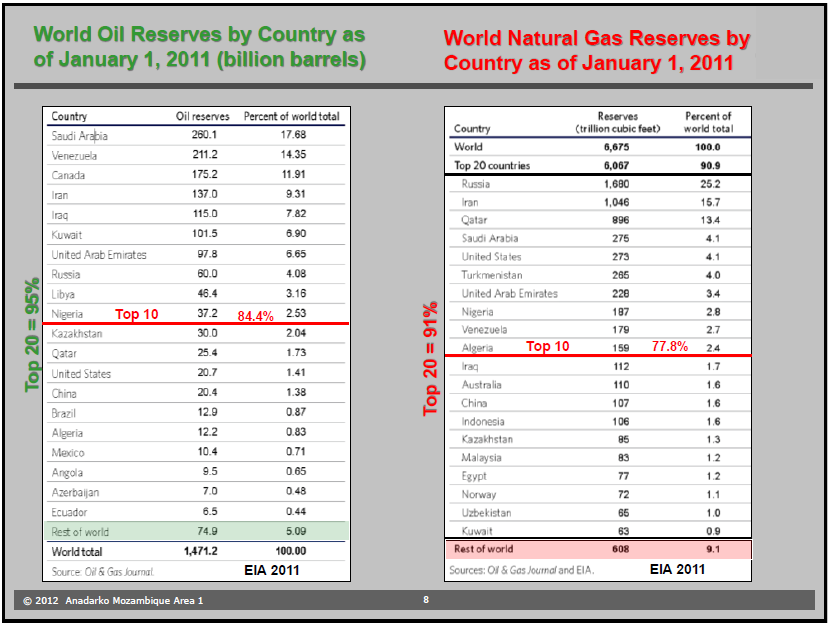 World Oil Reserves by Country as
of January 1, 2011 (billion barrels)
World Natural Gas Reserves by
Country as of January 1, 2011
Top 20 = 95%
Country Oil reserves Percent of world total
Saudi Arabia 260.1 17.68
Venezuela 211.2 14.35
Canada 175.2 11.91
Iran 137.0 9.31
Iraq 115.0 7.82
Kuwait 101.5 6.90
United Arab Emirates 97.8 6.65
Russia 60.0 4.08
Libya 46.4 3.16
Nigeria Top 10 37.2 84.4% 2.53
Kazakhstan 30.0 2.04
Qatar 25.4 1.73
United States 20.7 1.41
China 20.4 1.38
Brazil 12.9 0.87
Algeria 12.2 0.83
Mexico 10.4 0.71
Angola 9.5 0.65
Azerbaijan 7.0 0.48
Ecuador 6.5 0.44
Rest of world 74.9 5.09
World total 1,471.2 100.00
Source: Oil & Gas Journal. EIA 2011
Top 20 = 91%
Reserves Percent of
Country (trillion cubic feet) world total
World 6,675 100.0
Top 20 countries 6,067 90.9
Russia 1,680 25.2
Iran 1,046 15.7
Qatar 896 13.4
Saudi Arabia 275 4.1
United States 273 4.1
Turkmenistan 265 4.0
United Arab Emirates 228 3.4
Nigeria 187 2.8
Venezuela 179 2.7
Algeria Top 10 159 77.8% 2.4
Iraq 112 1.7
Australia 110 1.6
China 107 1.6
Indonesia 106 1.6
Kazakhstan 85 1.3
Malaysia 83 1.2
Egypt 77 1.2
Norway 72 1.1
Uzbekistan 65 1.0
Kuwait 63 0.9
Rest of world 608 9.1
Sources: Oil & Gas Journal and EIA. EIA 2011
© 2012 Anadarko Mozambique Area 1 8